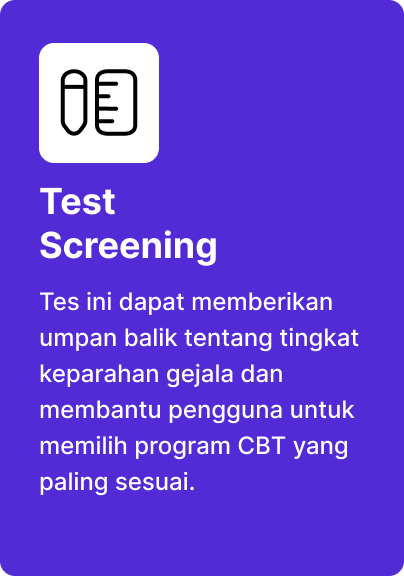 Test
Screening
Tes ini dapat memberikan
umpan balik tentang tingkat
keparahan gejala dan
membantu pengguna untuk
memilih program CBT yang
paling sesuai.